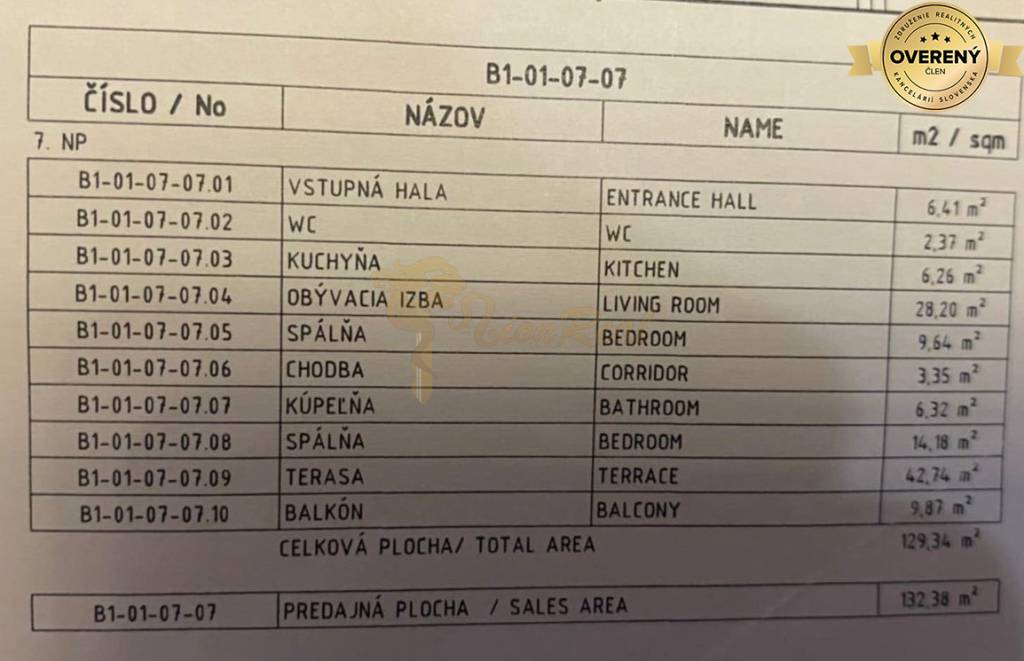 ZDRUŽENIE REALITNÝCH
OVERENÝ
ČLEN
KANCELÁRIÍ SLOVENSKA
B1-01-07-07
ČÍSLO / No NÁZOV NAME m2 / sqm
7. NP
B1-01-07-07.01 VSTUPNÁ HALA ENTRANCE HALL 6,41 m²
B1-01-07-07.02 WC WC 2,37 m²
B1-01-07-07.03 KUCHYŇA KITCHEN 6,26 m²
B1-01-07-07.04 OBÝVACIA IZBA LIVING ROOM 28,20 m²
B1-01-07-07.05 SPÁLŇA BEDROOM 9,64 m²
B1-01-07-07.06 CHODBA CORRIDOR 3,35 m²
B1-01-07-07.07 KÚPEĽŇA BATHROOM 6,32 m²
B1-01-07-07.08 SPÁLŇA BEDROOM 14,18 m²
B1-01-07-07.09 TERASA TERRACE 42,74 m²
B1-01-07-07.10 BALKÓN BALCONY 9,87 m²
CELKOVÁ PLOCHA/ TOTAL AREA 129,34 m²
B1-01-07-07 PREDAJNÁ PLOCHA / SALES AREA 132,38 m²